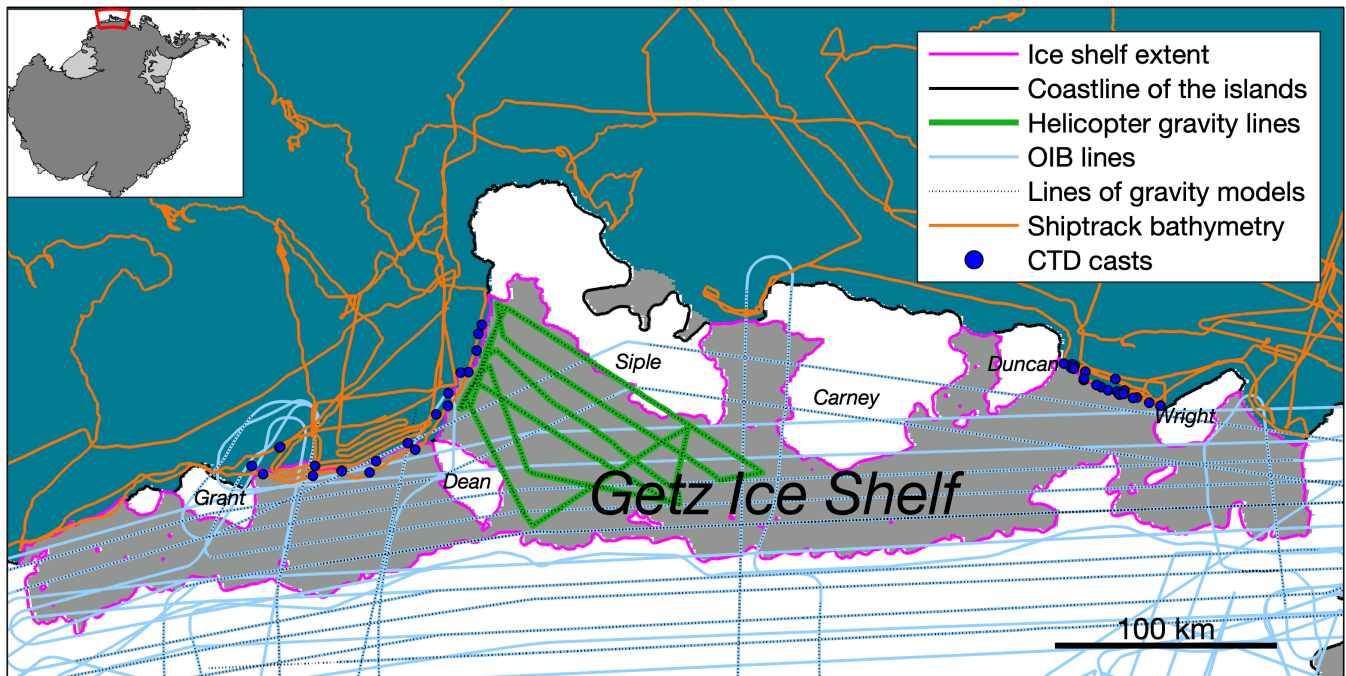 Ice shelf extent
Coastline of the islands
Helicopter gravity lines
OIB lines
Lines of gravity models
Shiptrack bathymetry
CTD casts
Siple
Duncan
Carney
Wright
Dean
Grant
Getz Ice Shelf
100 km